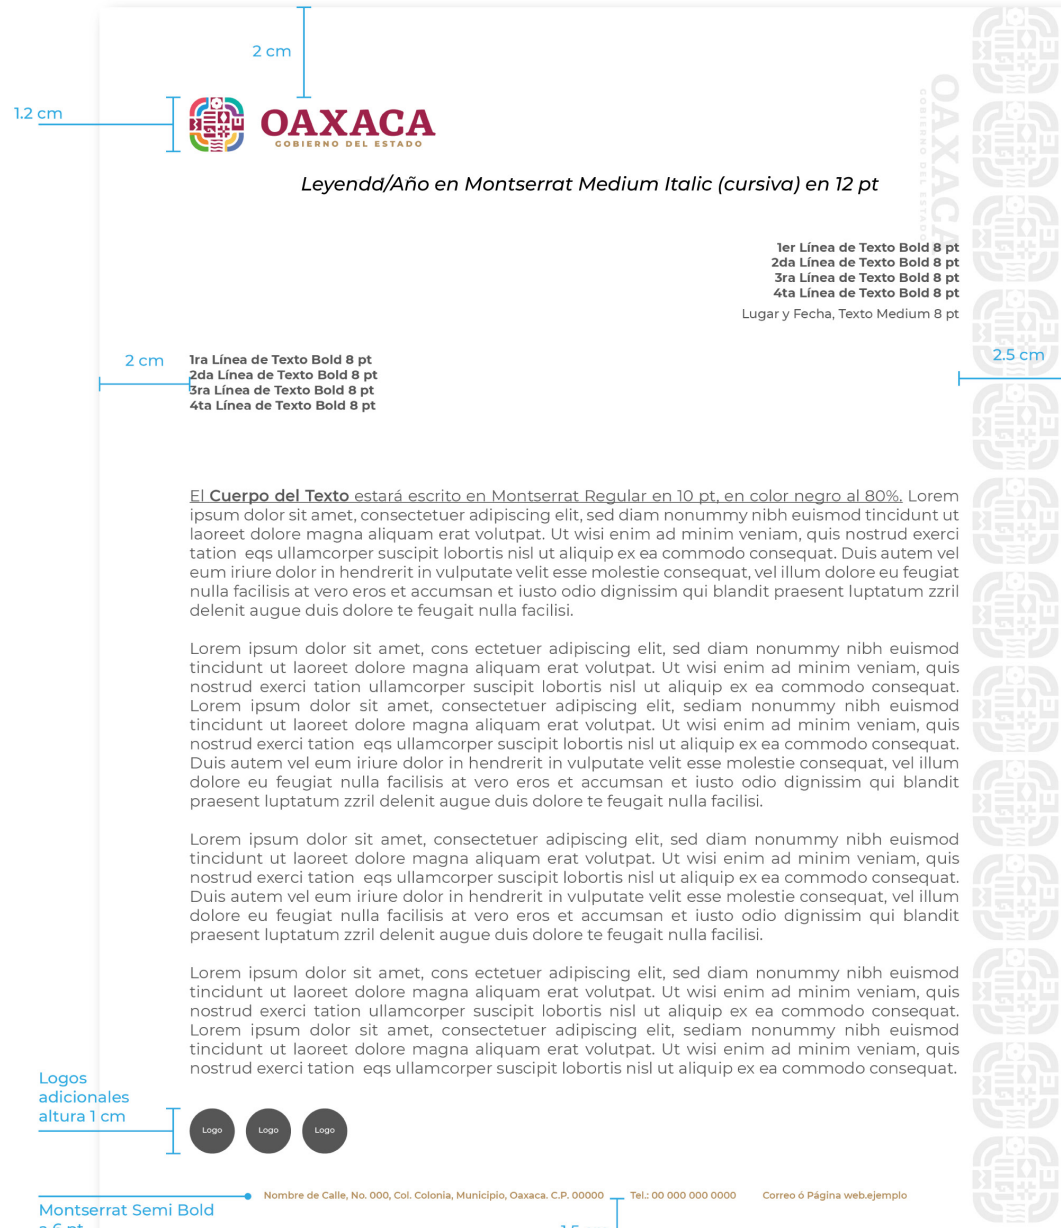 2 cm
1.2 cm
OAXACA
GOBIERNO DEL ESTADO
OAXACA
GOBIERNO DEL ESTADO
Leyenda/Año en Montserrat Medium Italic (cursiva) en 12 pt
1er Línea de Texto Bold 8 pt
2da Línea de Texto Bold 8 pt
3ra Línea de Texto Bold 8 pt
4ta Línea de Texto Bold 8 pt
Lugar y Fecha, Texto Medium 8 pt
2 cm
2.5 cm
1ra Línea de Texto Bold 8 pt
2da Línea de Texto Bold 8 pt
3ra Línea de Texto Bold 8 pt
4ta Línea de Texto Bold 8 pt
El Cuerpo del Texto estará escrito en Montserrat Regular en 10 pt, en color negro al 80%. Lorem
ipsum dolor sit amet, consectetuer adipiscing elit, sed diam nonummy nibh euismod tincidunt ut
laoreet dolore magna aliquam erat volutpat. Ut wisi enim ad minim veniam, quis nostrud exerci
tation eqs ullamcorper suscipit lobortis nisl ut aliquip ex ea commodo consequat. Duis autem vel
eum iriure dolor in hendrerit in vulputate velit esse molestie consequat, vel illum dolore eu feugiat
nulla facilisis at vero eros et accumsan et iusto odio dignissim qui blandit praesent luptatum zzril
delenit augue duis dolore te feugait nulla facilisi.
Lorem ipsum dolor sit amet, cons ectetuer adipiscing elit, sed diam nonummy nibh euismod
tincidunt ut laoreet dolore magna aliquam erat volutpat. Ut wisi enim ad minim veniam, quis
nostrud exerci tation ullamcorper suscipit lobortis nisl ut aliquip ex ea commodo consequat.
Lorem ipsum dolor sit amet, consectetuer adipiscing elit, sediam nonummy nibh euismod
tincidunt ut laoreet dolore magna aliquam erat volutpat. Ut wisi enim ad minim veniam, quis
nostrud exerci tation eqs ullamcorper suscipit lobortis nisl ut aliquip ex ea commodo consequat.
Duis autem vel eum iriure dolor in hendrerit in vulputate velit esse molestie consequat, vel illum
dolore eu feugiat nulla facilisis at vero eros et accumsan et iusto odio dignissim qui blandit
praesent luptatum zzril delenit augue duis dolore te feugait nulla facilisi.
Lorem ipsum dolor sit amet, consectetuer adipiscing elit, sed diam nonummy nibh euismod
tincidunt ut laoreet dolore magna aliquam erat volutpat. Ut wisi enim ad minim veniam, quis
nostrud exerci tation eqs ullamcorper suscipit lobortis nisl ut aliquip ex ea commodo consequat.
Duis autem vel eum iriure dolor in hendrerit in vulputate velit esse molestie consequat, vel illum
dolore eu feugiat nulla facilisis at vero eros et accumsan et iusto odio dignissim qui blandit
praesent luptatum zzril delenit augue duis dolore te feugait nulla facilisi.
Lorem ipsum dolor sit amet, cons ectetuer adipiscing elit, sed diam nonummy nibh euismod
tincidunt ut laoreet dolore magna aliquam erat volutpat. Ut wisi enim ad minim veniam, quis
nostrud exerci tation ullamcorper suscipit lobortis nisl ut aliquip ex ea commodo consequat.
Lorem ipsum dolor sit amet, consectetuer adipiscing elit, sediam nonummy nibh euismod
tincidunt ut laoreet dolore magna aliquam erat volutpat. Ut wisi enim ad minim veniam, quis
nostrud exerci tation eqs ullamcorper suscipit lobortis nisl ut aliquip ex ea commodo consequat.
Logos
adicionales
altura 1 cm
Logo Logo Logo
Nombre de Calle, No. 000, Col. Colonia, Municipio, Oaxaca. C.P. 00000 Tel.: 00 000 000 0000 Correo ó Página web.ejemplo
Montserrat Semi Bold